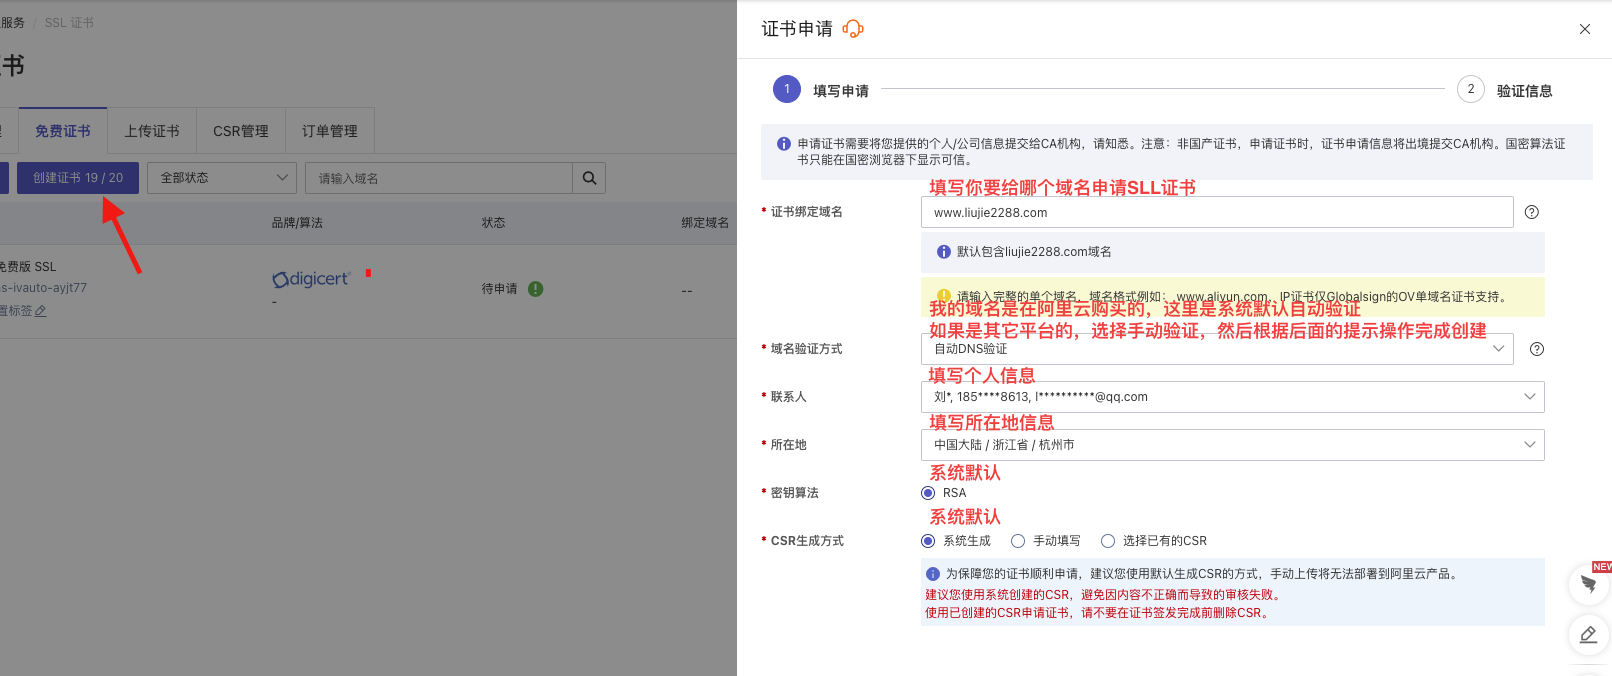 服务 / SSL 证书
书
免费证书
上传证书
CSR管理
订单管理
创建证书 19 / 20
全部状态
请输入域名
品牌/算法
状态
绑定域名
免费版 SSL
s-ivauto-ayjt77
置标签
digicert
-
待申请
--
证书申请
1 填写申请
2 验证信息
申请证书需要将您提供的个人/公司信息提交给CA机构，请知悉。注意：非国产证书，申请证书时，证书申请信息将出境提交CA机构。国密算法证
书只能在国密浏览器下显示可信。
填写你要给哪个域名申请SLL证书
* 证书绑定域名
www.liujie2288.com
默认包含liujie2288.com域名
请输入完整的单个域名，域名格式例如： www.aliyun.com，IP证书仅Globalsign的OV单域名证书支持。
我的域名是在阿里云购买的，这里是系统默认自动验证
如果是其它平台的，选择手动验证，然后根据后面的提示操作完成创建
* 域名验证方式
自动DNS验证
填写个人信息
* 联系人
刘*, 185****8613, l**********@qq.com
填写所在地信息
* 所在地
中国大陆 / 浙江省 / 杭州市
系统默认
* 密钥算法
RSA
系统默认
* CSR生成方式
系统生成
手动填写
选择已有的CSR
为保障您的证书顺利申请，建议您使用默认生成CSR的方式，手动上传将无法部署到阿里云产品。
建议您使用系统创建的CSR，避免因内容不正确而导致的审核失败。
使用已创建的CSR申请证书，请不要在证书签发完成前删除CSR。
NEW